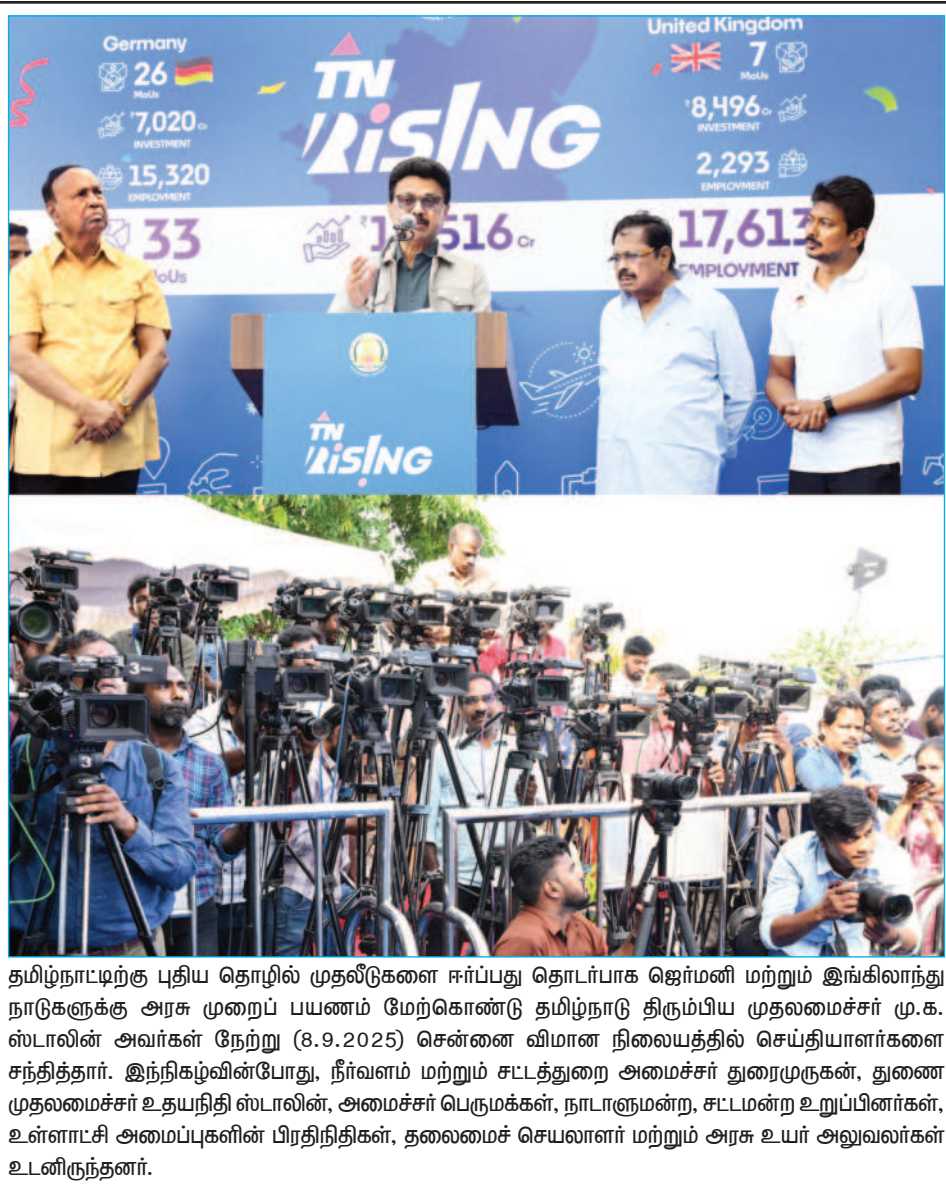 Germany
26
MoUs
₹7,020 Cr
INVESTMENT
15,320
EMPLOYMENT
TN
RISING
United Kingdom
7
MoUs
₹8,496 Cr
INVESTMENT
2,293
EMPLOYMENT
33
MoUs
516 Cr
17,613
EMPLOYMENT
TN
RISING
3
3
தமிழ்நாட்டிற்கு புதிய தொழில் முதலீடுகளை ஈர்ப்பது தொடர்பாக ஜெர்மனி மற்றும் இங்கிலாந்து
நாடுகளுக்கு அரசு முறைப் பயணம் மேற்கொண்டு தமிழ்நாடு திரும்பிய முதலமைச்சர் மு.க.
ஸ்டாலின் அவர்கள் நேற்று (8.9.2025) சென்னை விமான நிலையத்தில் செய்தியாளர்களை
சந்தித்தார். இந்நிகழ்வின்போது, நீர்வளம் மற்றும் சட்டத்துறை அமைச்சர் துரைமுருகன், துணை
முதலமைச்சர் உதயநிதி ஸ்டாலின், அமைச்சர் பெருமக்கள், நாடாளுமன்ற, சட்டமன்ற உறுப்பினர்கள்,
உள்ளாட்சி அமைப்புகளின் பிரதிநிதிகள், தலைமைச் செயலாளர் மற்றும் அரசு உயர் அலுவலர்கள்
உடனிருந்தனர்.